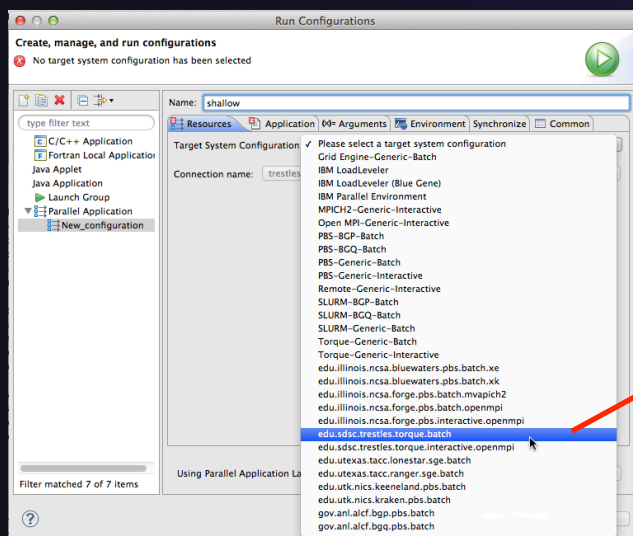 Run Configurations
Create, manage, and run configurations
No target system configuration has been selected
Name: shallow
type filter text
Resources Application Arguments Environment Synchronize Common
C/C++ Application
Fortran Local Application
Java Applet
Java Application
Launch Group
Parallel Application
New_configuration
Filter matched 7 of 7 items
Target System Configuration
Connection name: trestles
Using Parallel Application La
✓ Please select a target system configuration
Grid Engine-Generic-Batch
IBM LoadLeveler
IBM LoadLeveler (Blue Gene)
IBM Parallel Environment
MPICH2-Generic-Interactive
Open MPI-Generic-Interactive
PBS-BGP-Batch
PBS-BGQ-Batch
PBS-Generic-Batch
PBS-Generic-Interactive
Remote-Generic-Interactive
SLURM-BGP-Batch
SLURM-BGQ-Batch
SLURM-Generic-Batch
Torque-Generic-Batch
Torque-Generic-Interactive
edu.illinois.ncsa.bluewaters.pbs.batch.xe
edu.illinois.ncsa.bluewaters.pbs.batch.xk
edu.illinois.ncsa.forge.pbs.batch.mvapich2
edu.illinois.ncsa.forge.pbs.batch.openmpi
edu.illinois.ncsa.forge.pbs.interactive.openmpi
edu.sdsc.trestles.torque.batch
edu.sdsc.trestles.torque.interactive.openmpi
edu.utexas.tacc.lonestar.sge.batch
edu.utexas.tacc.ranger.sge.batch
edu.utk.nics.keeneland.pbs.batch
edu.utk.nics.kraken.pbs.batch
gov.anl.alcf.bgp.pbs.batch
gov.anl.alcf.bgq.pbs.batch